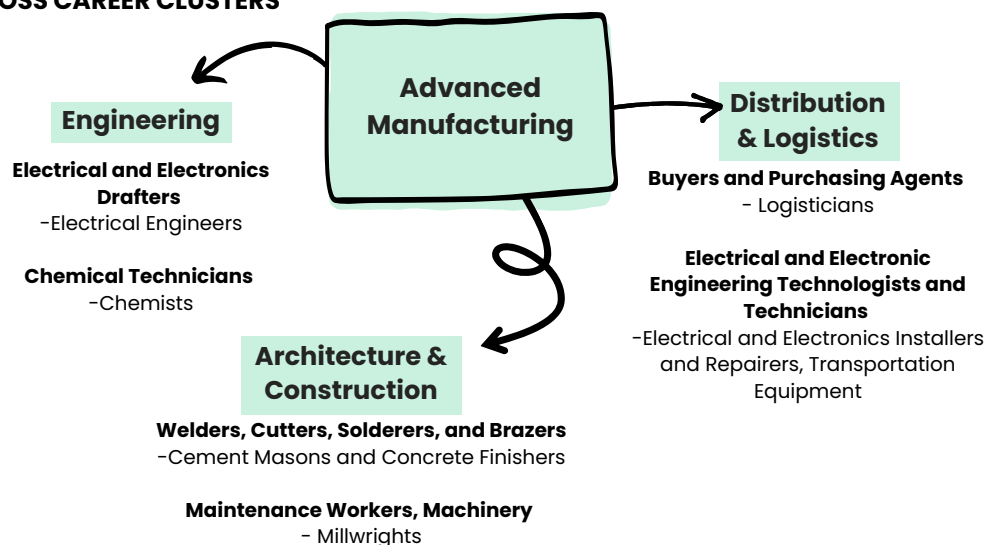 CAREER CLUSTERS
Advanced
Manufacturing
Engineering
Electrical and Electronics
Drafters
-Electrical Engineers
Chemical Technicians
-Chemists
Distribution
& Logistics
Buyers and Purchasing Agents
- Logisticians
Electrical and Electronic
Engineering Technologists and
Technicians
-Electrical and Electronics Installers
and Repairers, Transportation
Equipment
Architecture &
Construction
Welders, Cutters, Solderers, and Brazers
-Cement Masons and Concrete Finishers
Maintenance Workers, Machinery
- Millwrights